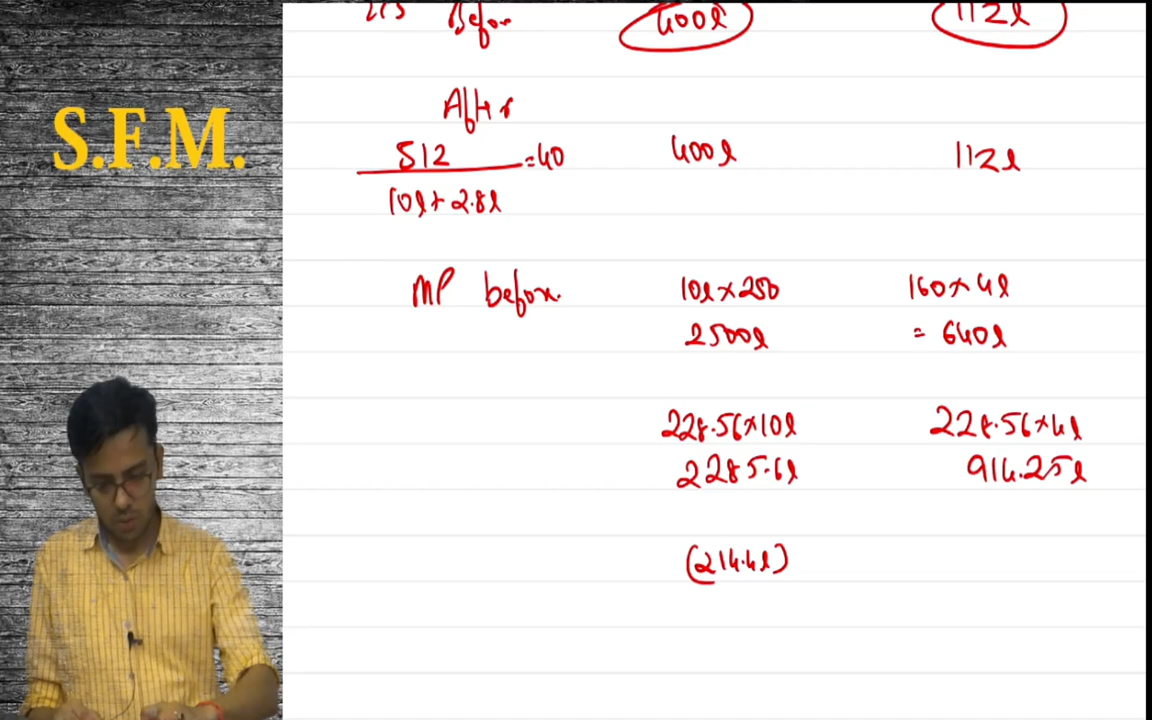 S.F.M.
Before 400l 112l
After
512 =40 400l 112l
10l+2.8l
MP before. 10l×250 160×4l
2500l = 640l
228.56×10l 228.56×4l
2285.6l 914.25l
(214.4l)